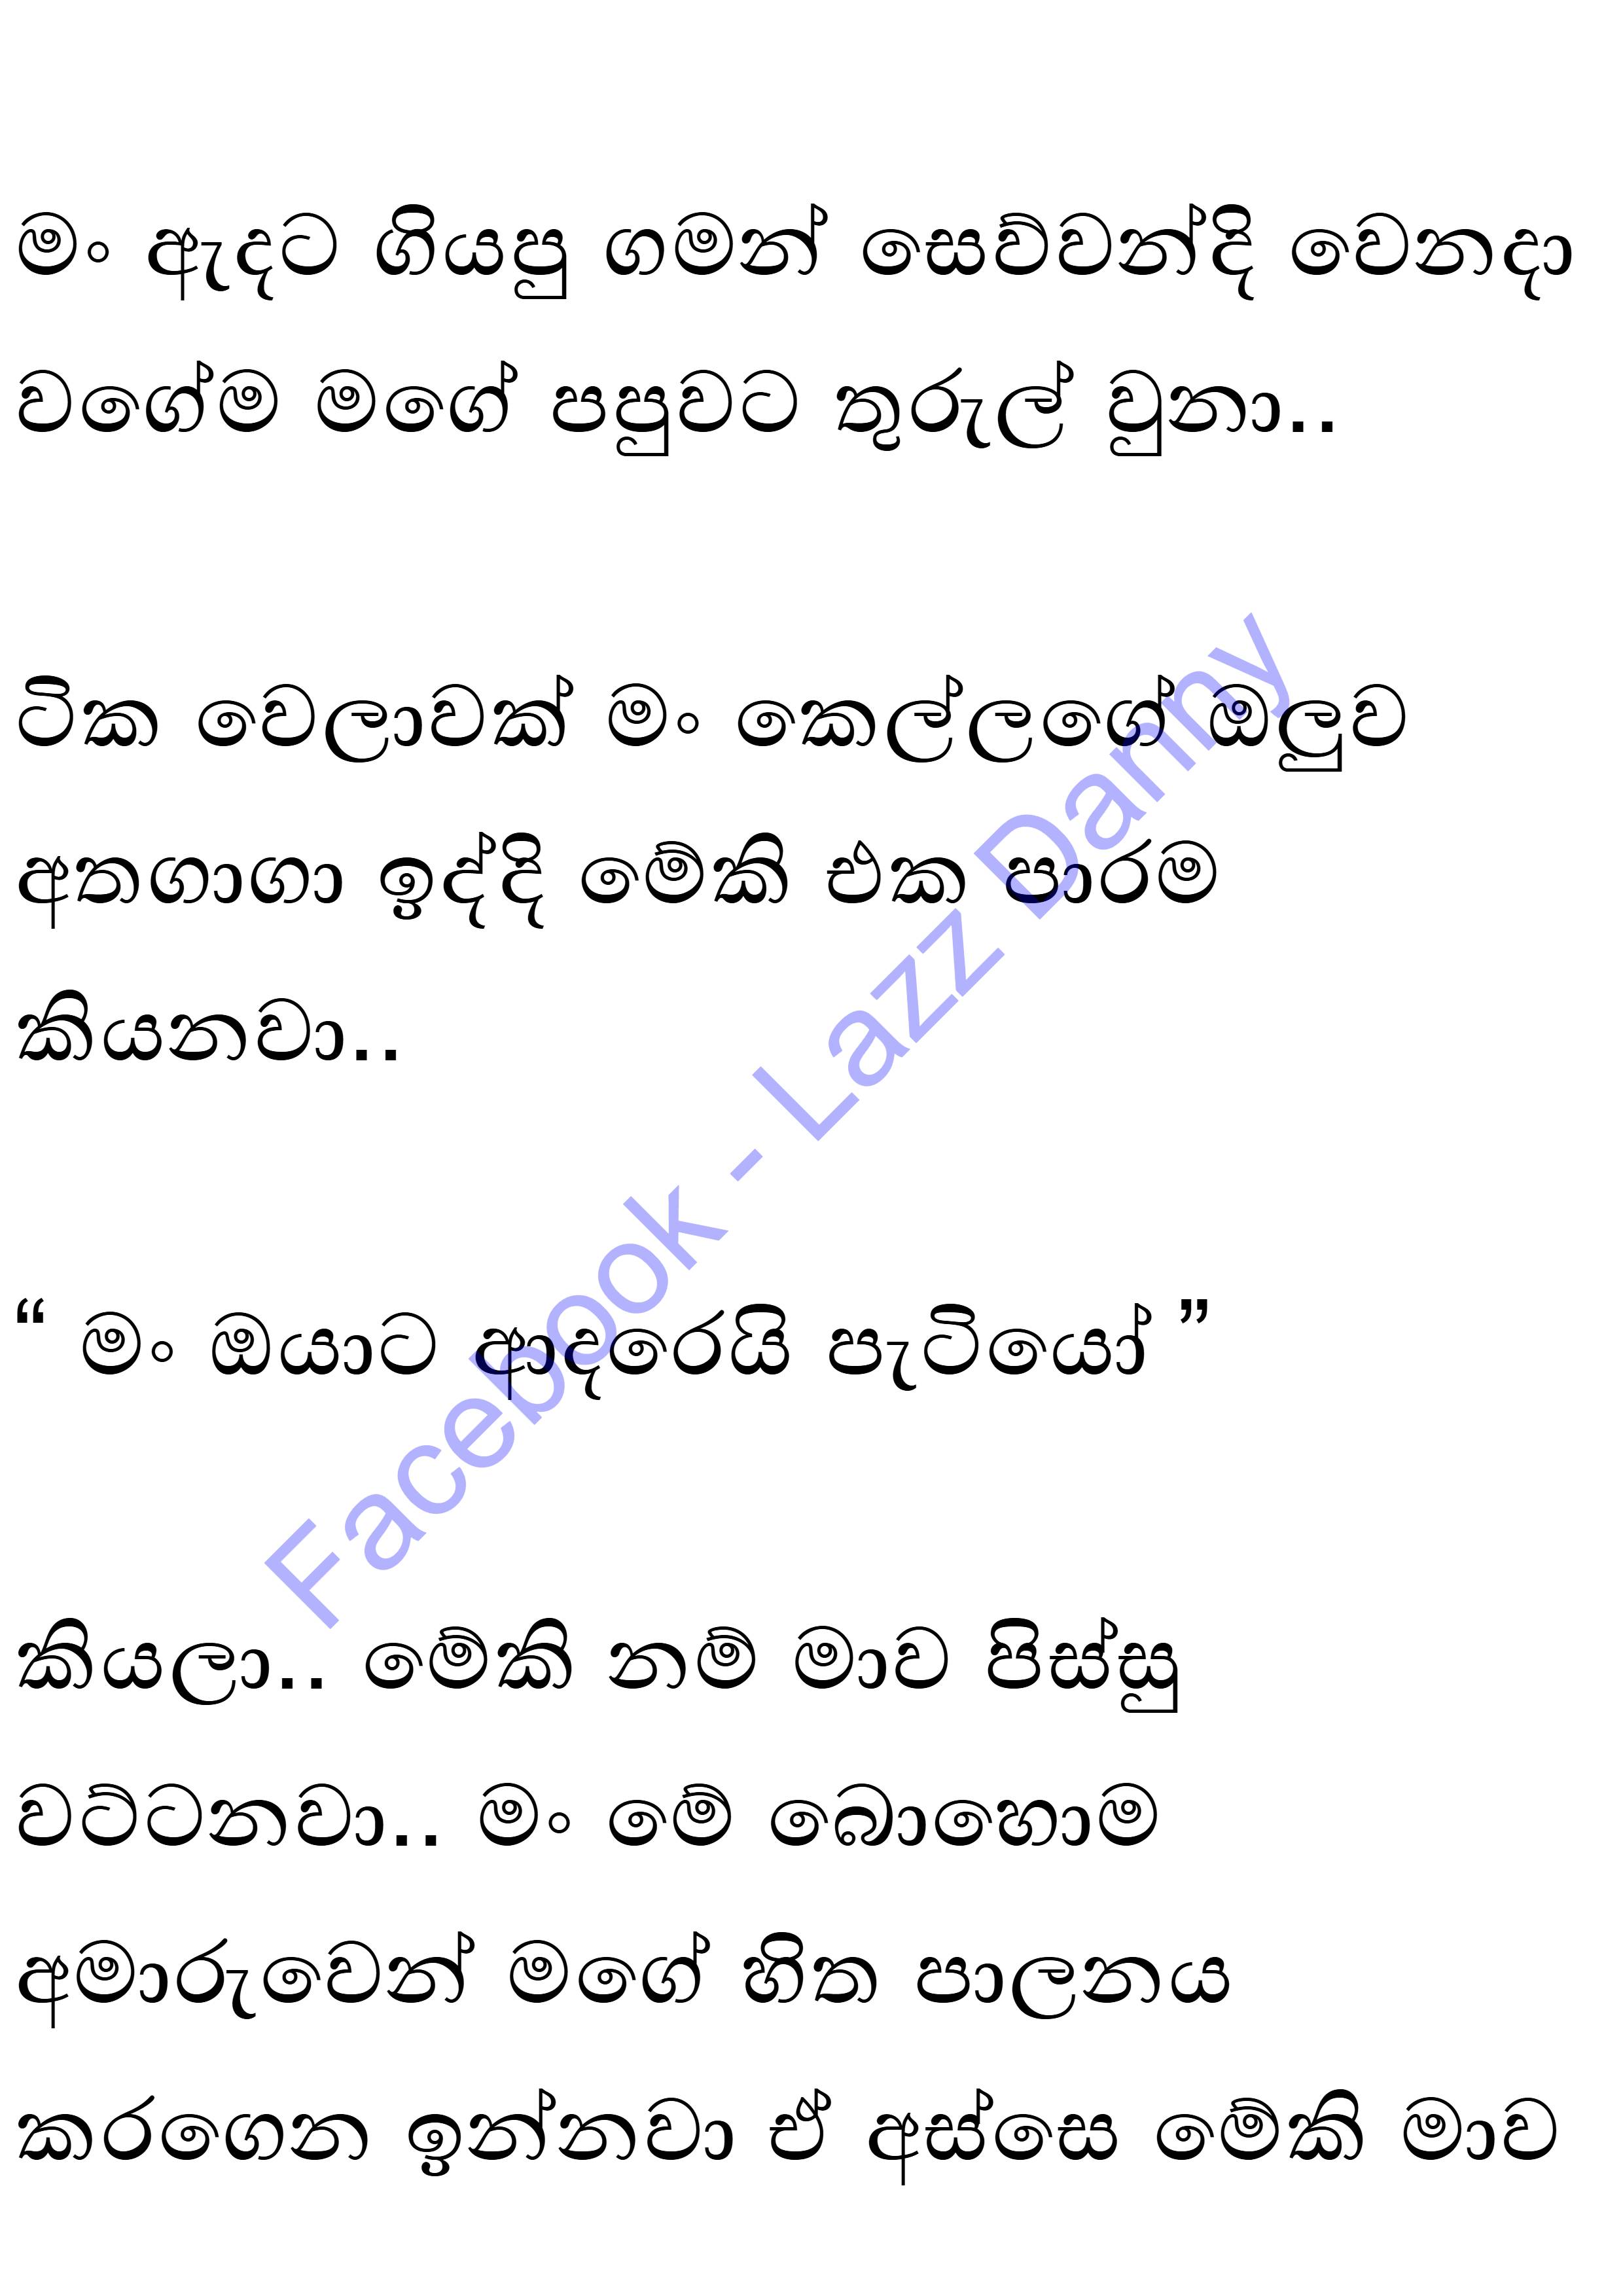 මං ඇදට ගියපු ගමන් සෙව්වන්දි වෙනදා
වගේම මගේ පපුවට තුරුල් වුනා..
ටික වෙලාවක් මං කෙල්ලගේ ඔලුව
අතගාගා ඉද්දි මේකි එක පාරම
කියනවා..
“ මං ඔයාට ආදරෙයි පැටියෝ ”
කියලා.. මේකි නම් මාව පිස්සු
වට්ටනවා.. මං මේ බොහොම
අමාරුවෙන් මගේ හිත පාලනය
කරගෙන ඉන්නවා ඒ අස්සෙ මේකි මාව
Facebook - Lazz Danny